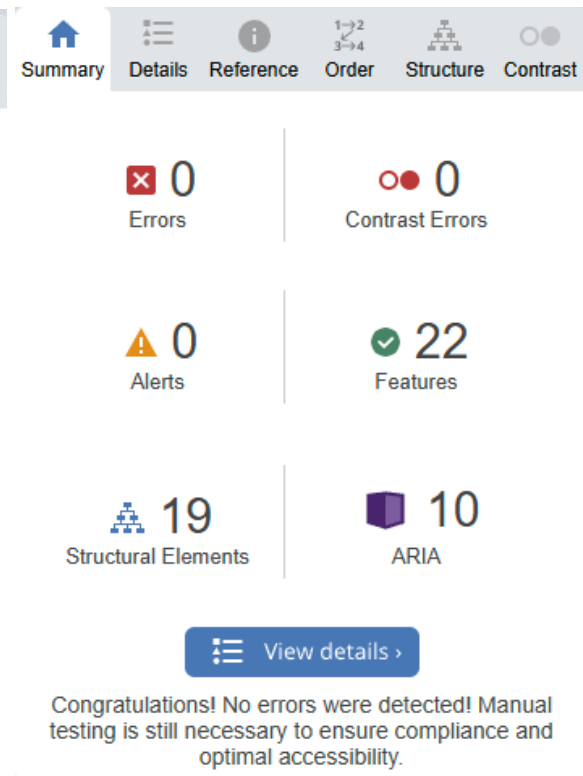 Summary Details Reference Order Structure Contrast
1→2
3→4
0 0
Errors Contrast Errors
0 22
Alerts Features
19 10
Structural Elements ARIA
View details ›
Congratulations! No errors were detected! Manual
testing is still necessary to ensure compliance and
optimal accessibility.